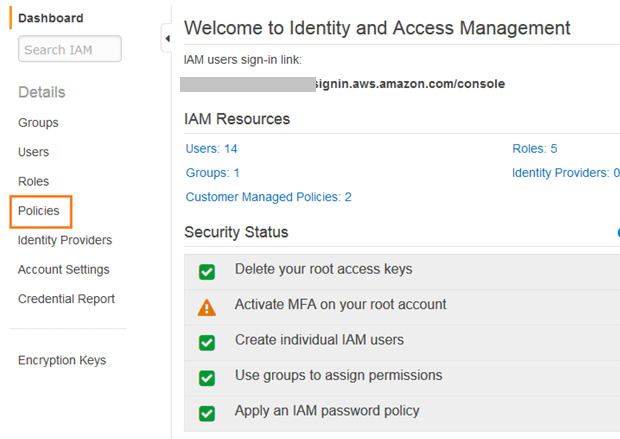 Dashboard
Search IAM
Details
Groups
Users
Roles
Policies
Identity Providers
Account Settings
Credential Report
Encryption Keys
Welcome to Identity and Access Management
IAM users sign-in link:
signin.aws.amazon.com/console
IAM Resources
Users: 14 Roles: 5
Groups: 1 Identity Providers: 0
Customer Managed Policies: 2
Security Status
Delete your root access keys
Activate MFA on your root account
Create individual IAM users
Use groups to assign permissions
Apply an IAM password policy